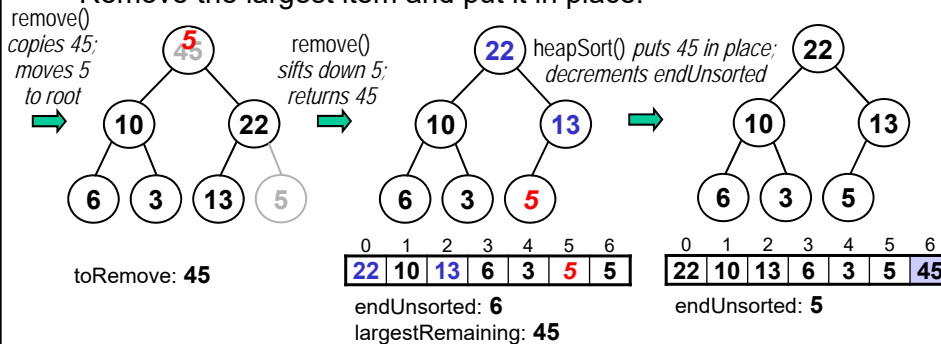 Remove the largest item and put it in place.
remove()
copies 45;
moves 5
to root
5
45
10
22
6
3
13
5
toRemove: 45
remove()
sifts down 5;
returns 45
22
10
13
6
3
5
0 1 2 3 4 5 6
22 10 13 6 3 5 5
endUnsorted: 6
largestRemaining: 45
heapSort() puts 45 in place;
decrements endUnsorted
22
10
13
6
3
5
0 1 2 3 4 5 6
22 10 13 6 3 5 45
endUnsorted: 5